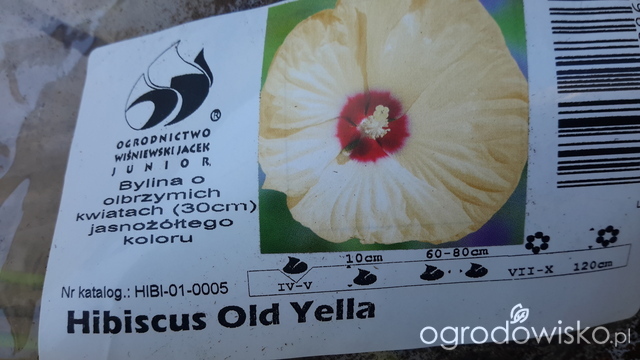 OGRODNICTWO
WIŚNIEWSKI JACEK
JUNIOR
®
Bylina o
olbrzymich
kwiatach (30cm)
jasnożółtego
koloru
10cm
60-80cm
IV-V
VII-X
120cm
Nr katalog.: HIBI-01-0005
Hibiscus Old Yella
ogrodowisko.pl